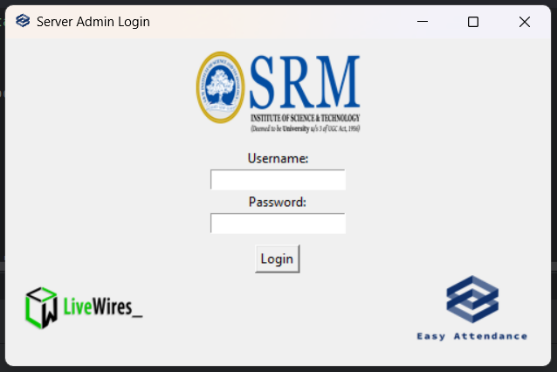 Server Admin Login
SRM
INSTITUTE OF SCIENCE & TECHNOLOGY
(Deemed to be University u/s 3 of UGC Act, 1956)
Username:
Password:
Login
LiveWires_
Easy Attendance